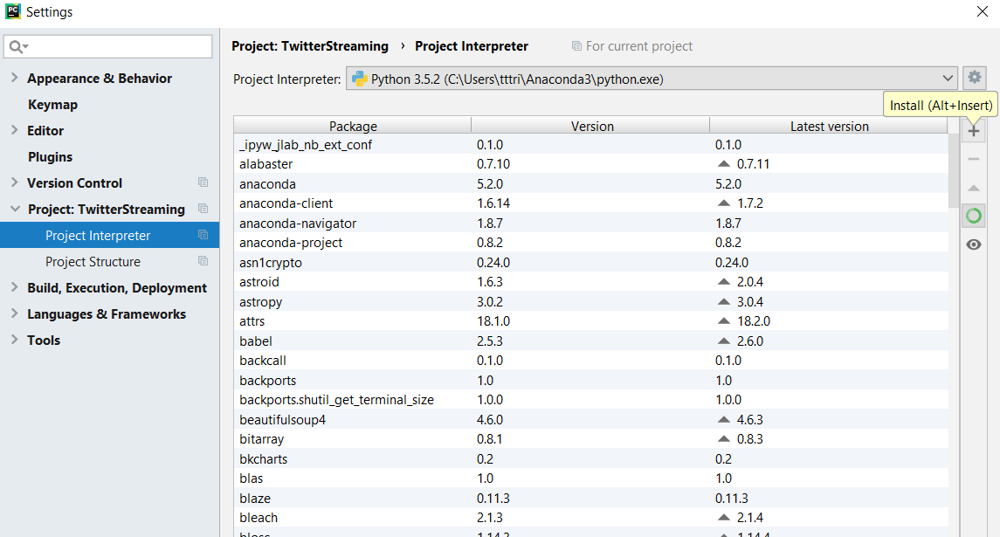 PC Settings
Project: TwitterStreaming › Project Interpreter For current project
Appearance & Behavior
Project Interpreter: Python 3.5.2 (C:\Users\tttri\Anaconda3\python.exe)
Keymap
Install (Alt+Insert)
Editor
Plugins
Version Control
Project: TwitterStreaming
Project Interpreter
Project Structure
Build, Execution, Deployment
Languages & Frameworks
Tools
Package Version Latest version
_ipyw_jlab_nb_ext_conf 0.1.0 0.1.0
alabaster 0.7.10 0.7.11
anaconda 5.2.0 5.2.0
anaconda-client 1.6.14 1.7.2
anaconda-navigator 1.8.7 1.8.7
anaconda-project 0.8.2 0.8.2
asn1crypto 0.24.0 0.24.0
astroid 1.6.3 2.0.4
astropy 3.0.2 3.0.4
attrs 18.1.0 18.2.0
babel 2.5.3 2.6.0
backcall 0.1.0 0.1.0
backports 1.0 1.0
backports.shutil_get_terminal_size 1.0.0 1.0.0
beautifulsoup4 4.6.0 4.6.3
bitarray 0.8.1 0.8.3
bkcharts 0.2 0.2
blas 1.0 1.0
blaze 0.11.3 0.11.3
bleach 2.1.3 2.1.4